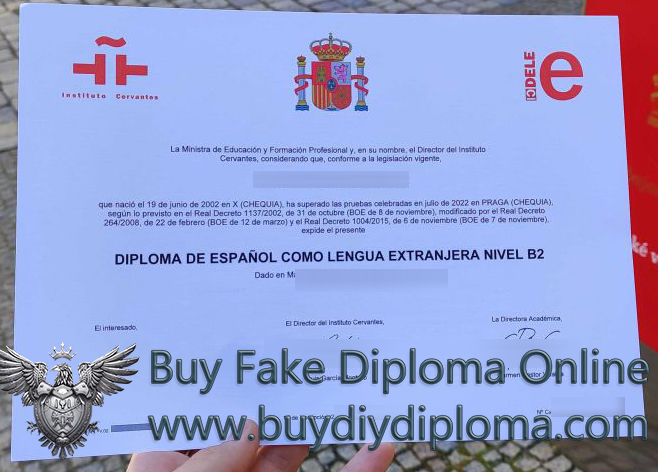 Instituto Cervantes
DELE
La Ministra de Educación y Formación Profesional y, en su nombre, el Director del Instituto
Cervantes, considerando que, conforme a la legislación vigente,
que nació el 19 de junio de 2002 en X (CHEQUIA), ha superado las pruebas celebradas en julio de 2022 en PRAGA (CHEQUIA),
según lo previsto en el Real Decreto 1137/2002, de 31 de octubre (BOE de 8 de noviembre), modificado por el Real Decreto
264/2008, de 22 de febrero (BOE de 12 de marzo) y el Real Decreto 1004/2015, de 6 de noviembre (BOE de 7 de noviembre),
expide el presente
DIPLOMA DE ESPAÑOL COMO LENGUA EXTRANJERA NIVEL B2
Dado en
El interesado,
El Director del Instituto Cervantes,
La Directora Académica,
Buy Fake Diploma Online
www.buydiydiploma.com